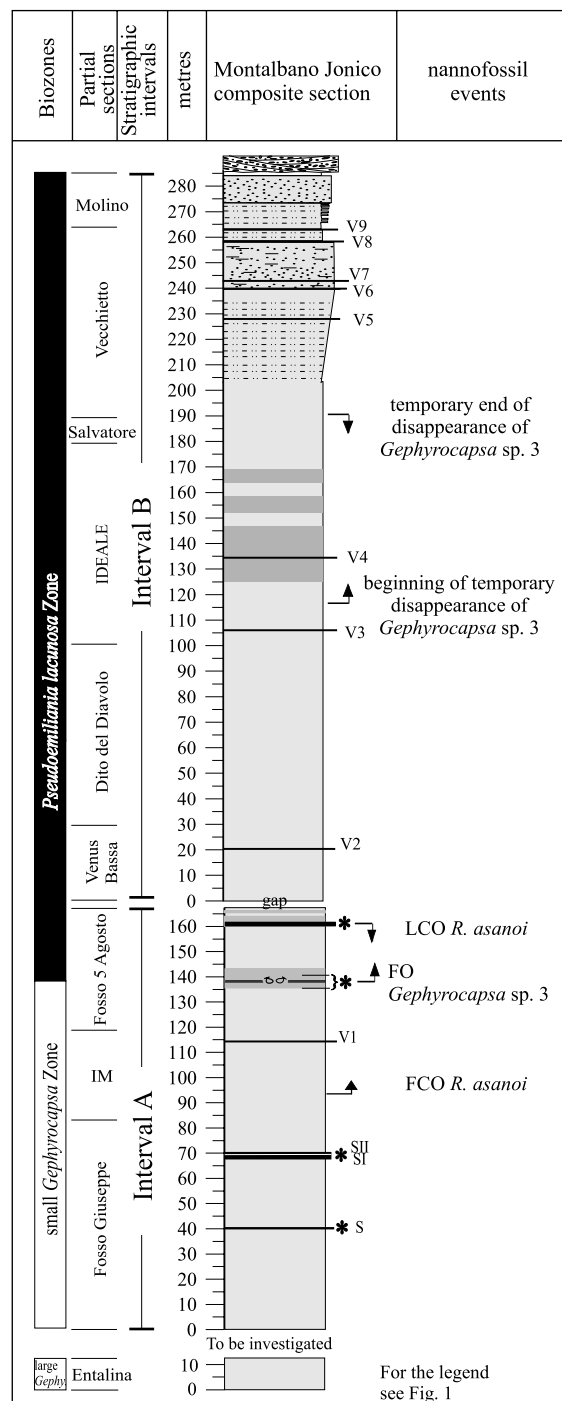 Biozones
Partial
sections
Stratigraphic
intervals
metres
Montalbano Jonico
composite section
nannofossil
events
Pseudoemiliania lacunosa Zone
small Gephyrocapsa Zone
large
Gephy.
Molino
Vecchietto
Salvatore
IDEALE
Dito del Diavolo
Venus
Bassa
Fosso 5 Agosto
IM
Fosso Giuseppe
Entalina
Interval B
Interval A
280
270
260
250
240
230
220
210
200
190
180
170
160
150
140
130
120
110
100
90
80
70
60
50
40
30
20
10
0
160
150
140
130
120
110
100
90
80
70
60
50
40
30
20
10
0
10
0
V9
V8
V7
V6
V5
V4
V3
V2
gap
V1
SII
SI
S
To be investigated
temporary end of
disappearance of
Gephyrocapsa sp. 3
beginning of temporary
disappearance of
Gephyrocapsa sp. 3
LCO R. asanoi
FO
Gephyrocapsa sp. 3
FCO R. asanoi
For the legend
see Fig. 1